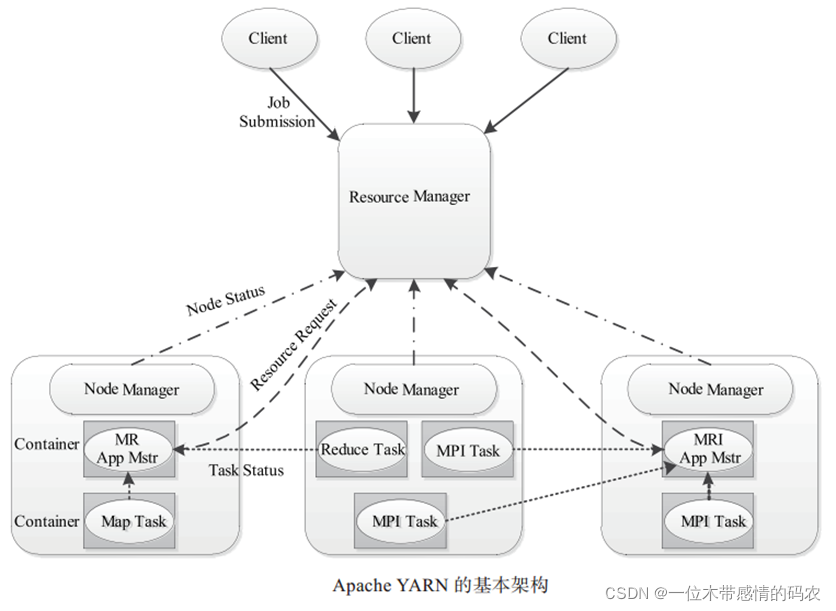 Client
Client
Client
Job
Submission
Resource Manager
Node Status
Resource Request
Node Manager
Node Manager
Node Manager
Container
MR
App Mstr
Reduce Task
MPI Task
MRI
App Mstr
Task Status
Container
Map Task
MPI Task
MPI Task
Apache YARN 的基本架构
CSDN @一位木带感情的码农